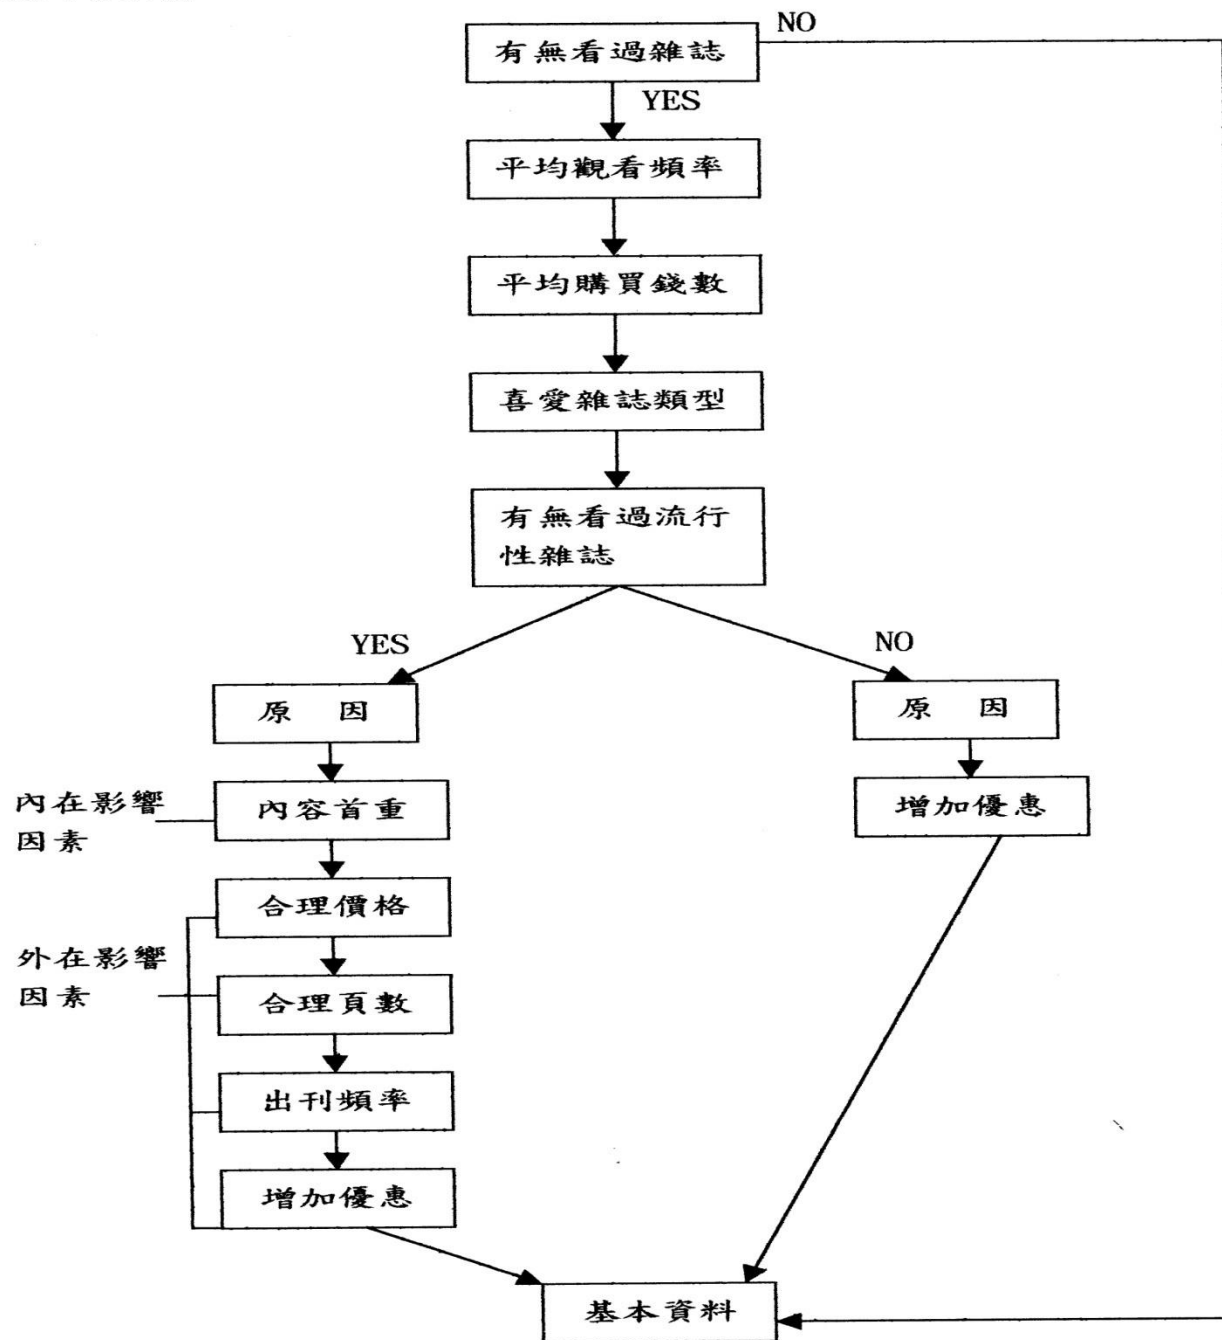 有無看過雜誌
NO
YES
平均觀看頻率
平均購買錢數
喜愛雜誌類型
有無看過流行
性雜誌
YES
NO
原 因
原 因
內在影響
因素
內容首重
增加優惠
合理價格
外在影響
因素
合理頁數
出刊頻率
增加優惠
基本資料